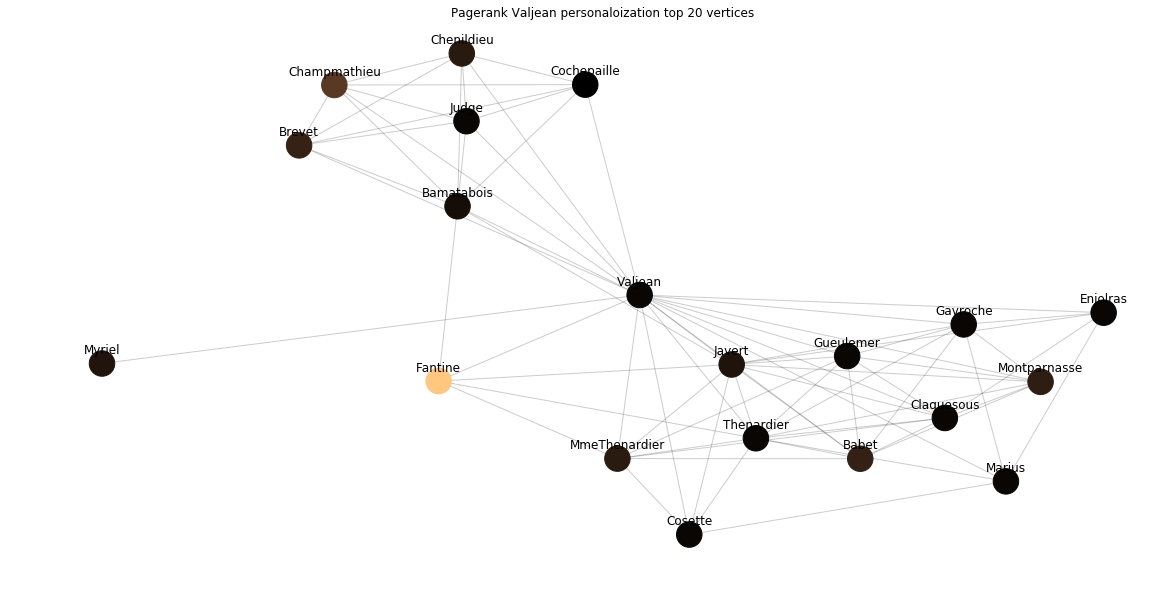 Pagerank Valjean personaloization top 20 vertices
Chenildieu
Champmathieu
Cochepaille
Judge
Brevet
Bamatabois
Valjean
Enjolras
Gavroche
Gueulemer
Javert
Myriel
Fantine
Montparnasse
Claquesous
Thenardier
MmeThenardier
Babet
Marius
Cosette